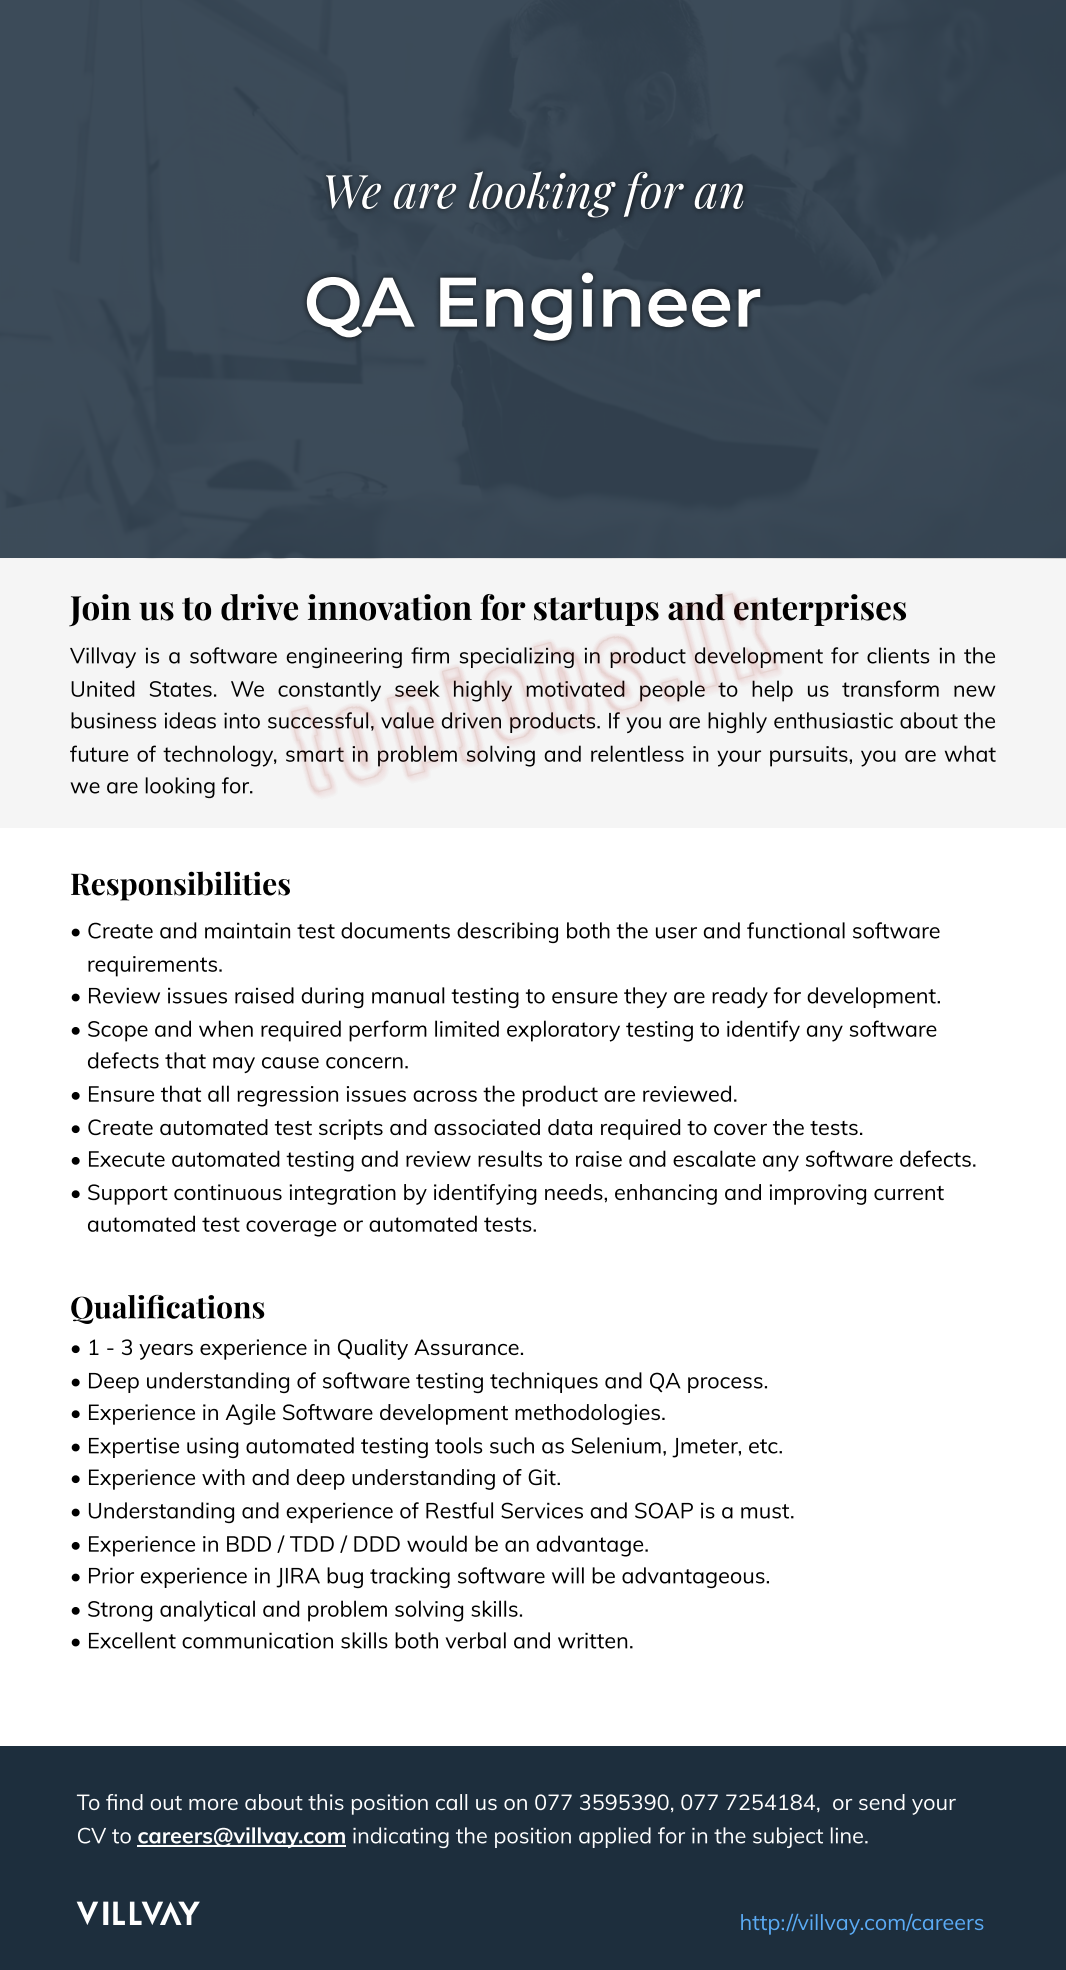 We are looking for an
QA Engineer
Join us to drive innovation for startups and enterprises
Villvay is a software engineering firm specializing in product development for clients in the
United States. We constantly seek highly motivated people to help us transform new
business ideas into successful, value driven products. If you are highly enthusiastic about the
future of technology, smart in problem solving and relentless in your pursuits, you are what
we are looking for.
topjobs.lk
Responsibilities
• Create and maintain test documents describing both the user and functional software
requirements.
• Review issues raised during manual testing to ensure they are ready for development.
• Scope and when required perform limited exploratory testing to identify any software
defects that may cause concern.
• Ensure that all regression issues across the product are reviewed.
• Create automated test scripts and associated data required to cover the tests.
• Execute automated testing and review results to raise and escalate any software defects.
• Support continuous integration by identifying needs, enhancing and improving current
automated test coverage or automated tests.
Qualifications
• 1 - 3 years experience in Quality Assurance.
• Deep understanding of software testing techniques and QA process.
• Experience in Agile Software development methodologies.
• Expertise using automated testing tools such as Selenium, Jmeter, etc.
• Experience with and deep understanding of Git.
• Understanding and experience of Restful Services and SOAP is a must.
• Experience in BDD / TDD / DDD would be an advantage.
• Prior experience in JIRA bug tracking software will be advantageous.
• Strong analytical and problem solving skills.
• Excellent communication skills both verbal and written.
To find out more about this position call us on 077 3595390, 077 7254184,  or send your
CV to careers@villvay.com indicating the position applied for in the subject line.
VILLVAY
http://villvay.com/careers